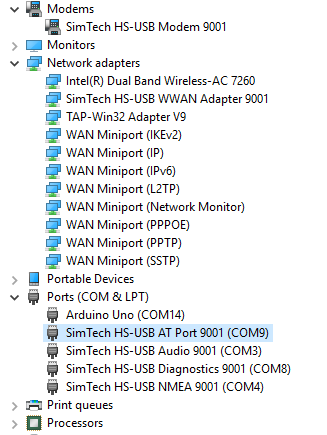 Modems
SimTech HS-USB Modem 9001
Monitors
Network adapters
Intel(R) Dual Band Wireless-AC 7260
SimTech HS-USB WWAN Adapter 9001
TAP-Win32 Adapter V9
WAN Miniport (IKEv2)
WAN Miniport (IP)
WAN Miniport (IPv6)
WAN Miniport (L2TP)
WAN Miniport (Network Monitor)
WAN Miniport (PPPOE)
WAN Miniport (PPTP)
WAN Miniport (SSTP)
Portable Devices
Ports (COM & LPT)
Arduino Uno (COM14)
SimTech HS-USB AT Port 9001 (COM9)
SimTech HS-USB Audio 9001 (COM3)
SimTech HS-USB Diagnostics 9001 (COM8)
SimTech HS-USB NMEA 9001 (COM4)
Print queues
Processors